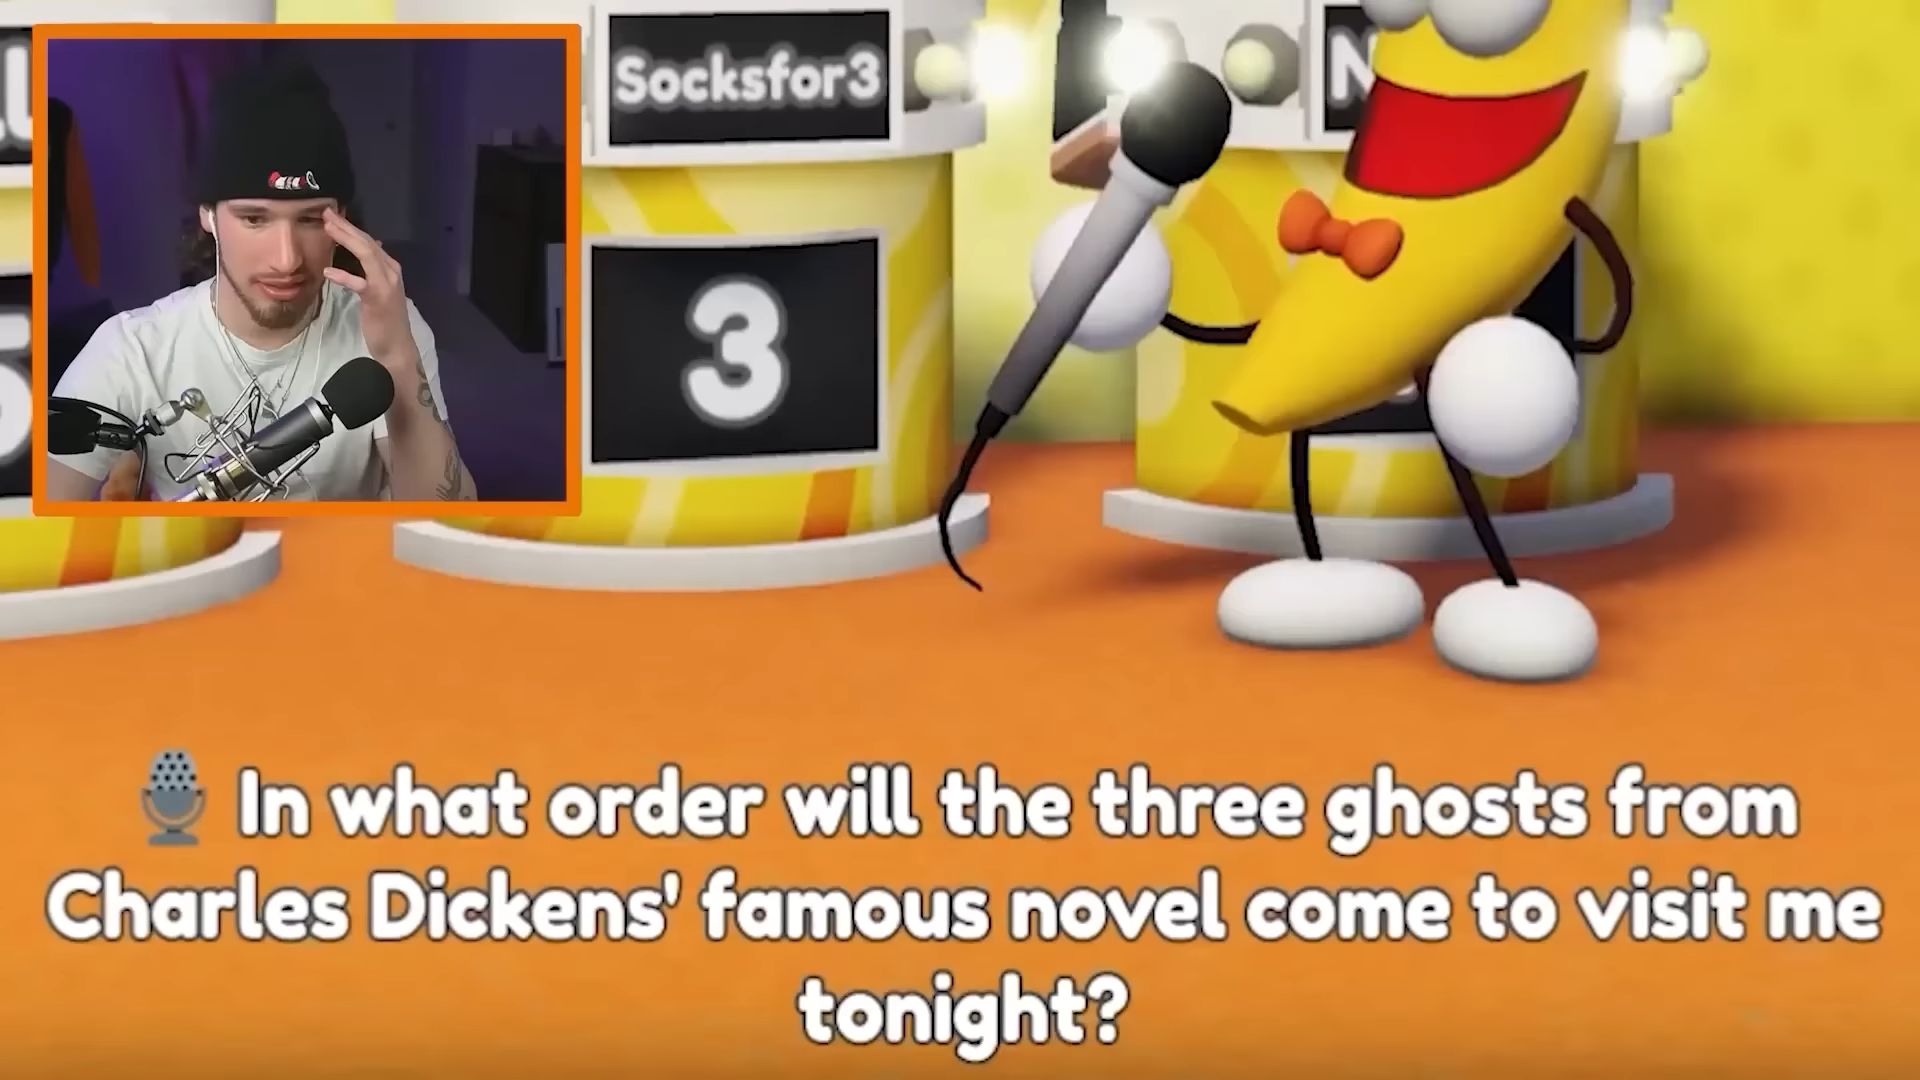 Socksfor3
3
In what order will the three ghosts from
Charles Dickens' famous novel come to visit me
tonight?